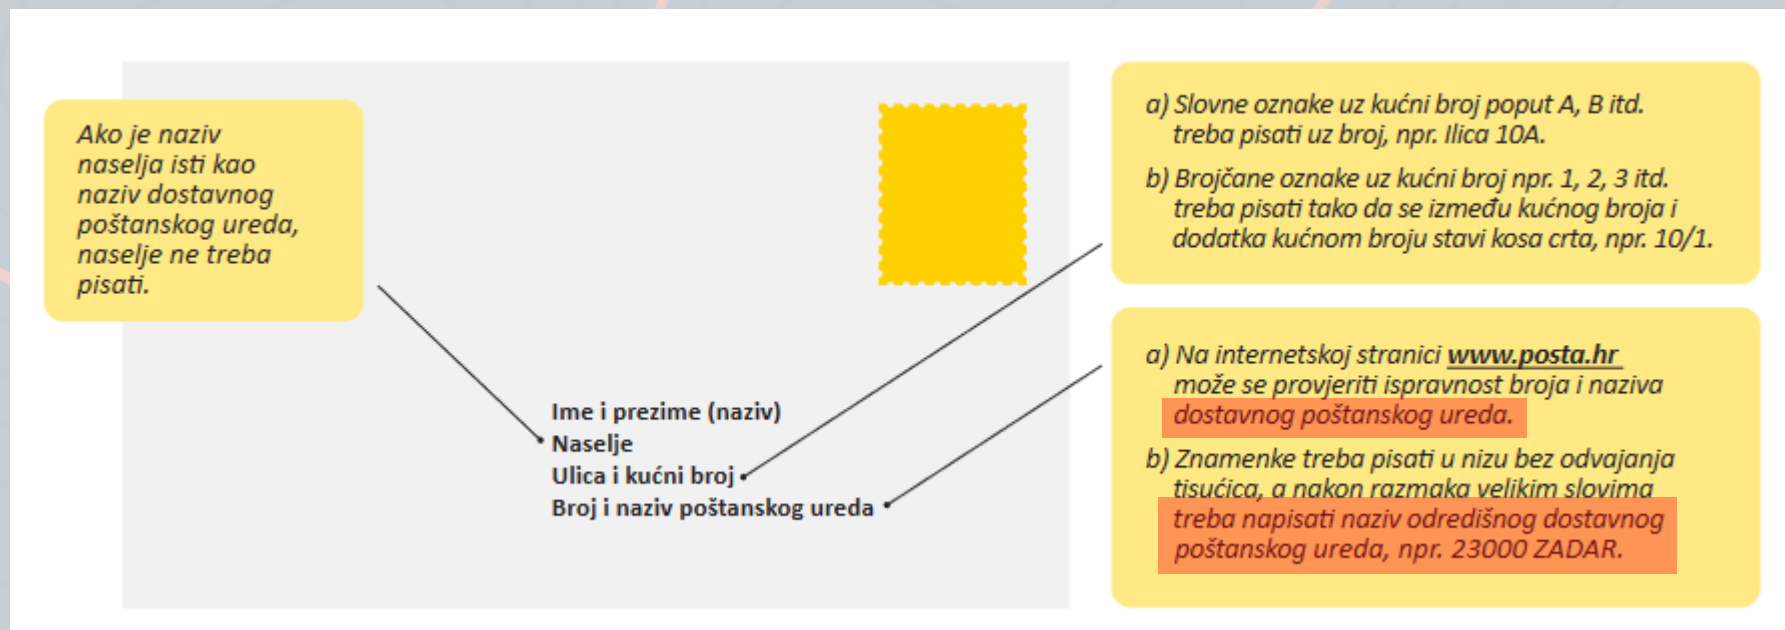 Ako je naziv
naselja isti kao
naziv dostavnog
poštanskog ureda,
naselje ne treba
pisati.
Ime i prezime (naziv)
Naselje
Ulica i kućni broj
Broj i naziv poštanskog ureda
a) Slovne oznake uz kućni broj poput A, B itd.
treba pisati uz broj, npr. Ilica 10A.
b) Brojčane oznake uz kućni broj npr. 1, 2, 3 itd.
treba pisati tako da se između kućnog broja i
dodatka kućnom broju stavi kosa crta, npr. 10/1.
a) Na internetskoj stranici www.posta.hr
može se provjeriti ispravnost broja i naziva
dostavnog poštanskog ureda.
b) Znamenke treba pisati u nizu bez odvajanja
tisućica, a nakon razmaka velikim slovima
treba napisati naziv odredišnog dostavnog
poštanskog ureda, npr. 23000 ZADAR.